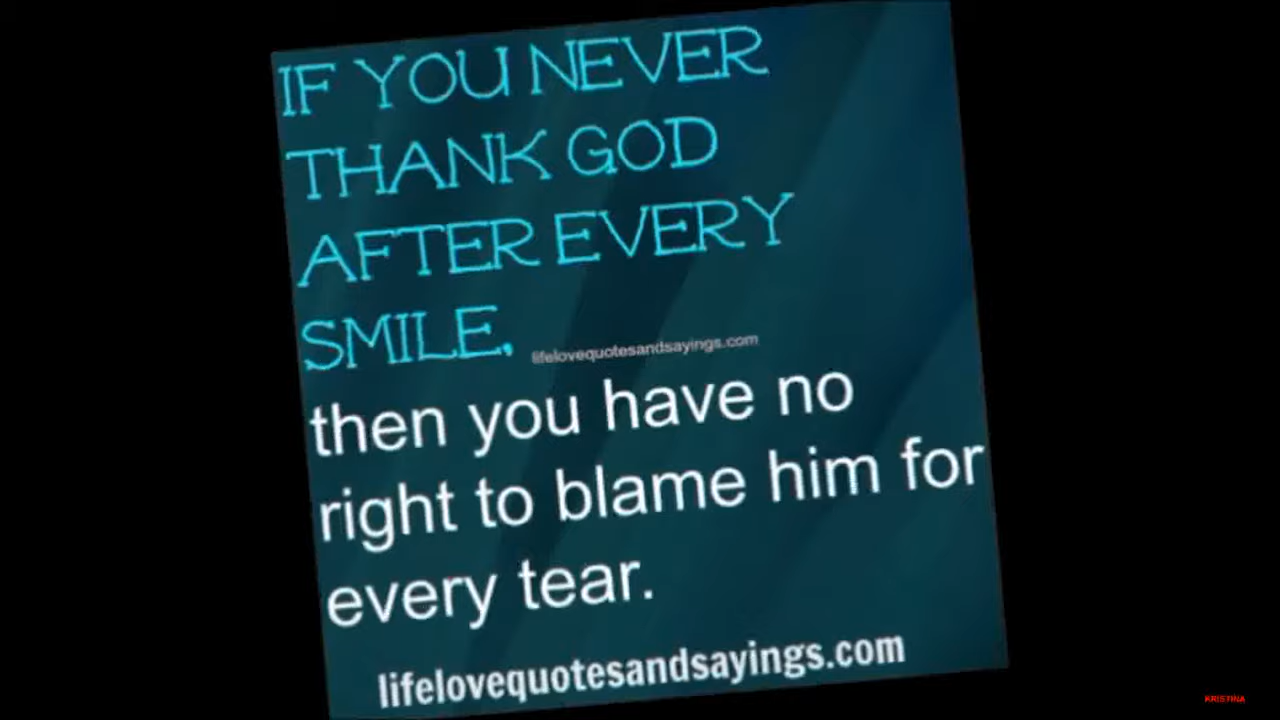 IF YOU NEVER
THANK GOD
AFTER EVERY
SMILE,
lifelovequotesandsayings.com
then you have no
right to blame him for
every tear.
lifelovequotesandsayings.com
KRISTINA